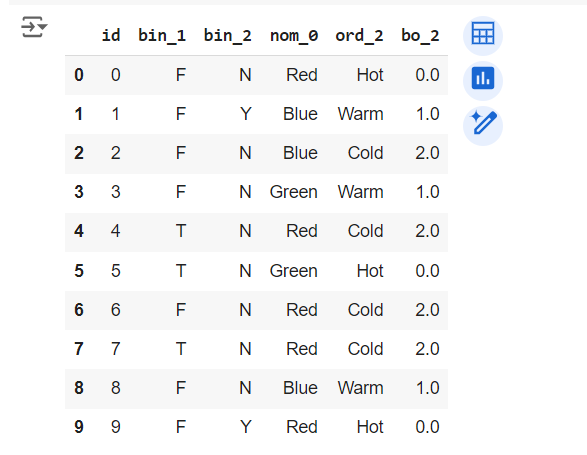 id bin_1 bin_2 nom_0 ord_2 bo_2
0 0 F N Red Hot 0.0
1 1 F Y Blue Warm 1.0
2 2 F N Blue Cold 2.0
3 3 F N Green Warm 1.0
4 4 T N Red Cold 2.0
5 5 T N Green Hot 0.0
6 6 F N Red Cold 2.0
7 7 T N Red Cold 2.0
8 8 F N Blue Warm 1.0
9 9 F Y Red Hot 0.0